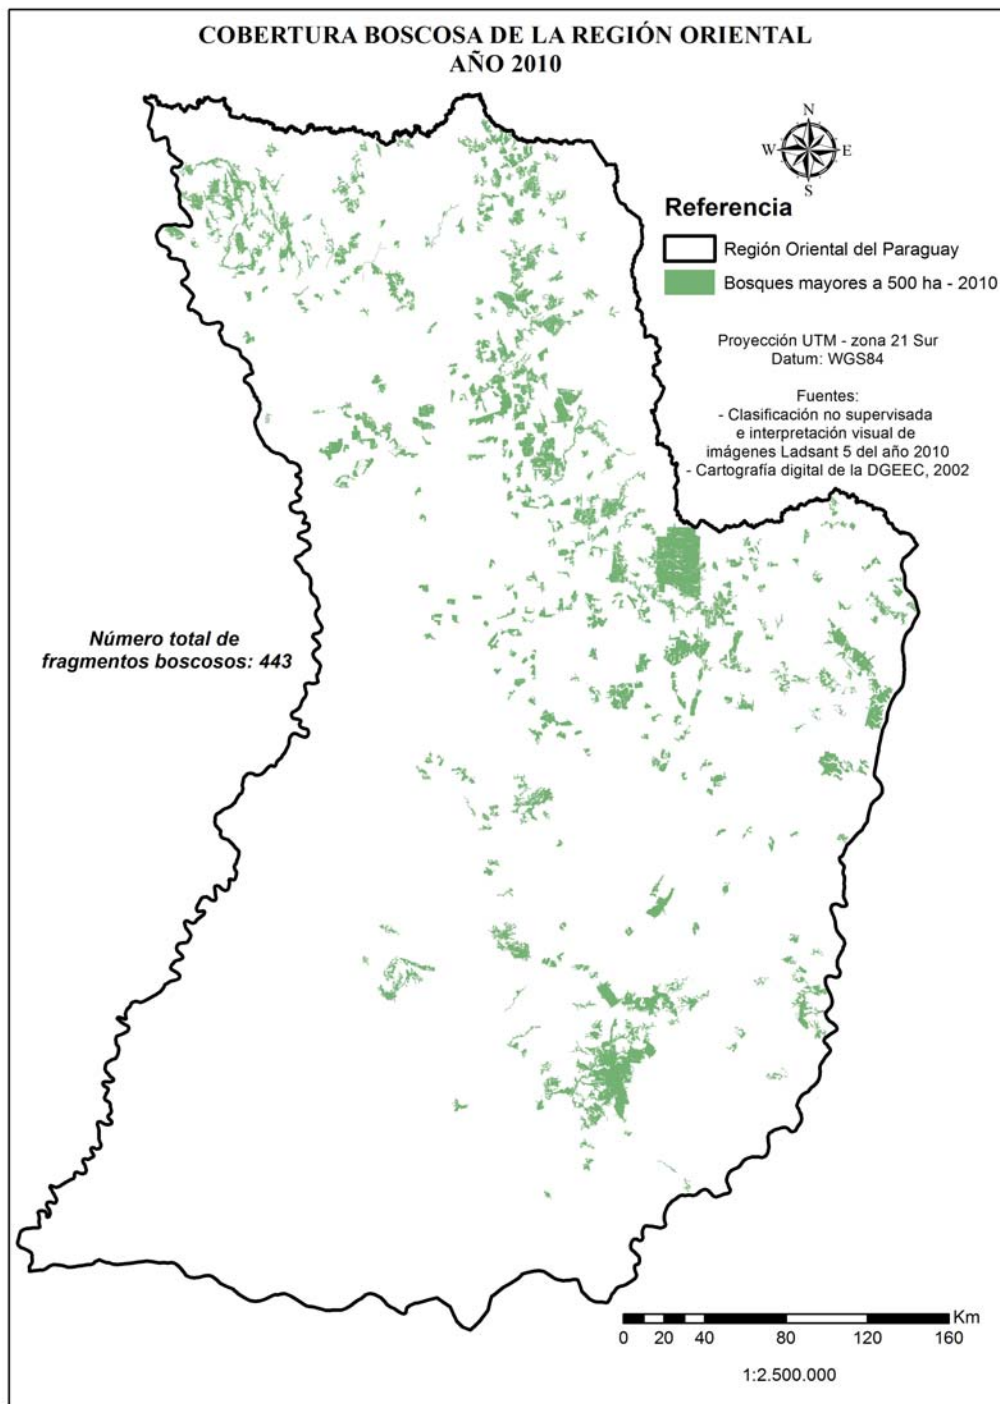 COBERTURA BOSCOSA DE LA REGIÓN ORIENTAL
AÑO 2010
N
W
E
S
Referencia
Región Oriental del Paraguay
Bosques mayores a 500 ha - 2010
Proyección UTM - zona 21 Sur
Datum: WGS84
Fuentes:
- Clasificación no supervisada
e interpretación visual de
imágenes Ladsant 5 del año 2010
- Cartografía digital de la DGEEC, 2002
Número total de
fragmentos boscosos: 443
Km
0 20 40 80 120 160
1:2.500.000